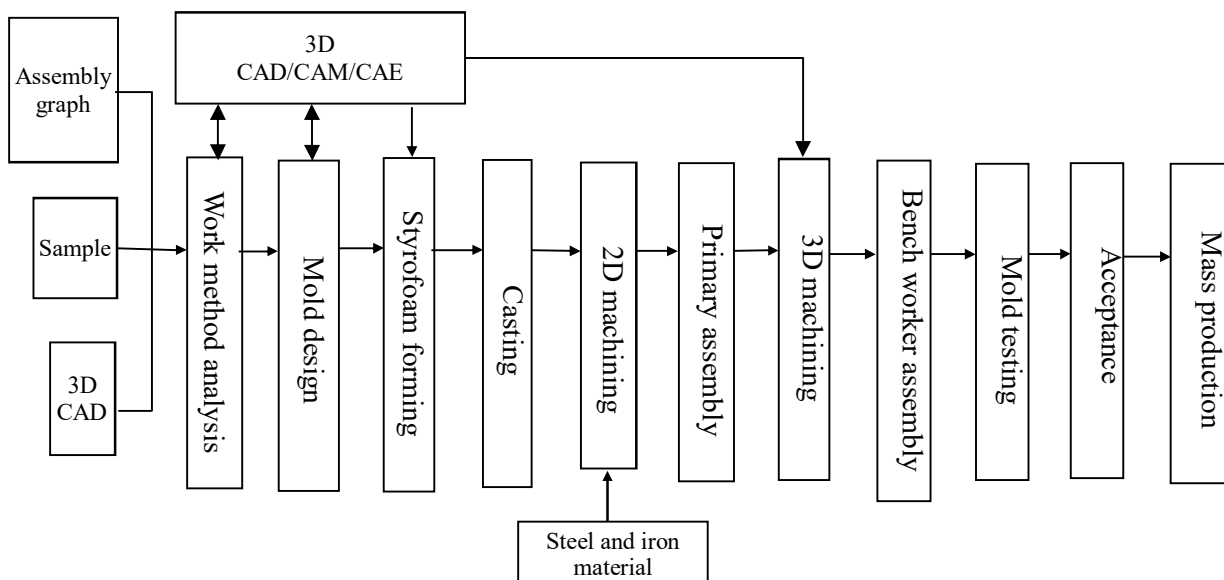 Assembly
graph
Sample
3D
CAD
3D
CAD/CAM/CAE
Work method analysis
Mold design
Styrofoam forming
Casting
2D machining
Primary assembly
3D machining
Bench worker assembly
Mold testing
Acceptance
Mass production
Steel and iron
material